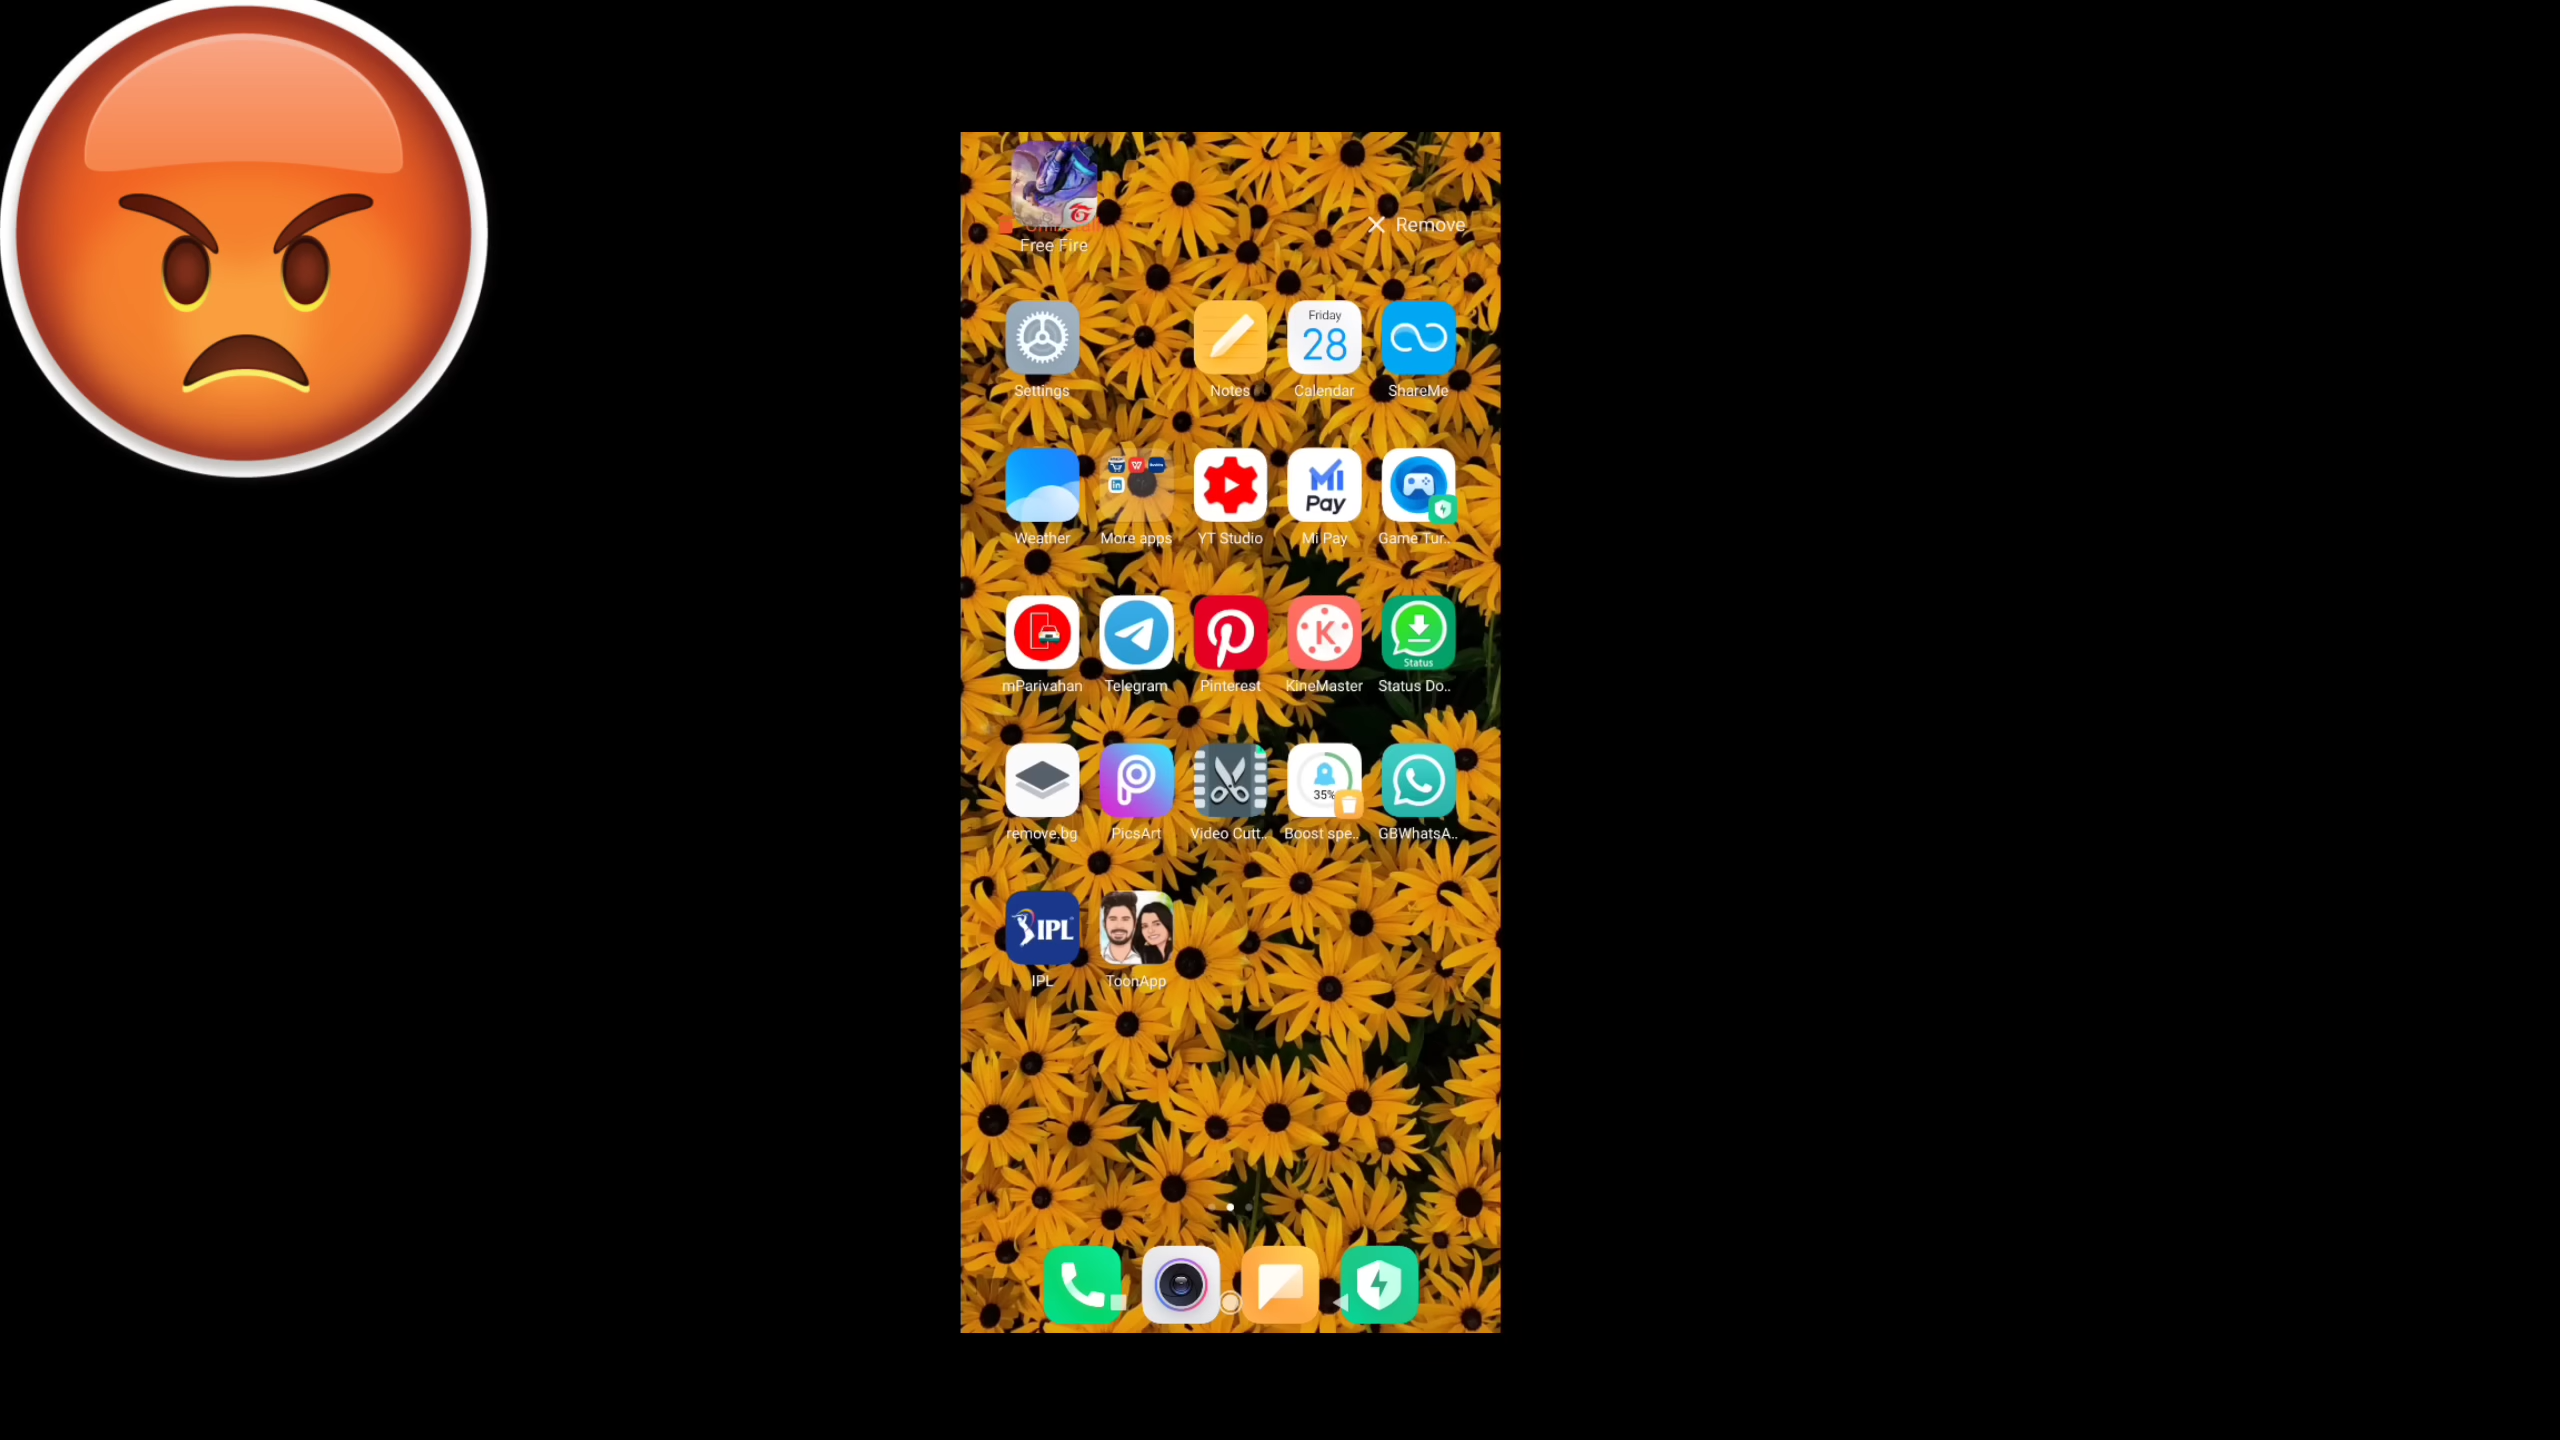 Uninstall
Remove
Free Fire
Friday
28
Settings
Notes
Calendar
ShareMe
MI
Pay
Weather
More apps
YT Studio
Mi Pay
Game Tur..
K
Status
mParivahan
Telegram
Pinterest
KineMaster
Status Do..
35%
remove.bg
PicsArt
Video Cutt..
Boost spe..
GBWhatsA..
IPL
IPL
ToonApp